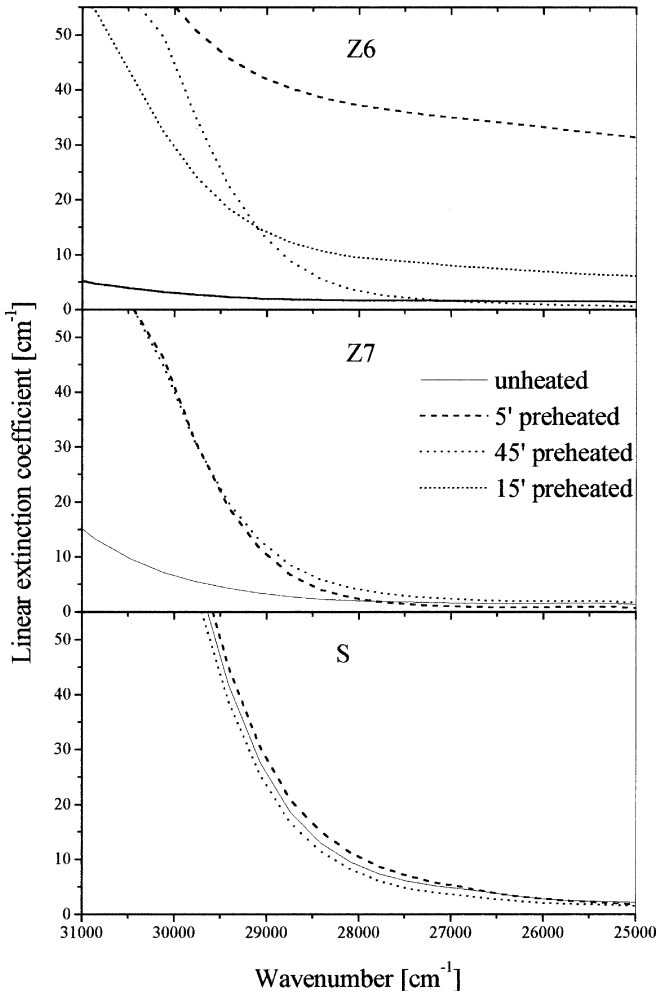 Linear extinction coefficient [cm⁻¹]
50
40
30
20
10
0
Z6
50
40
30
20
10
0
Z7
unheated
5' preheated
45' preheated
15' preheated
50
40
30
20
10
0
S
31000 30000 29000 28000 27000 26000 25000
Wavenumber [cm⁻¹]